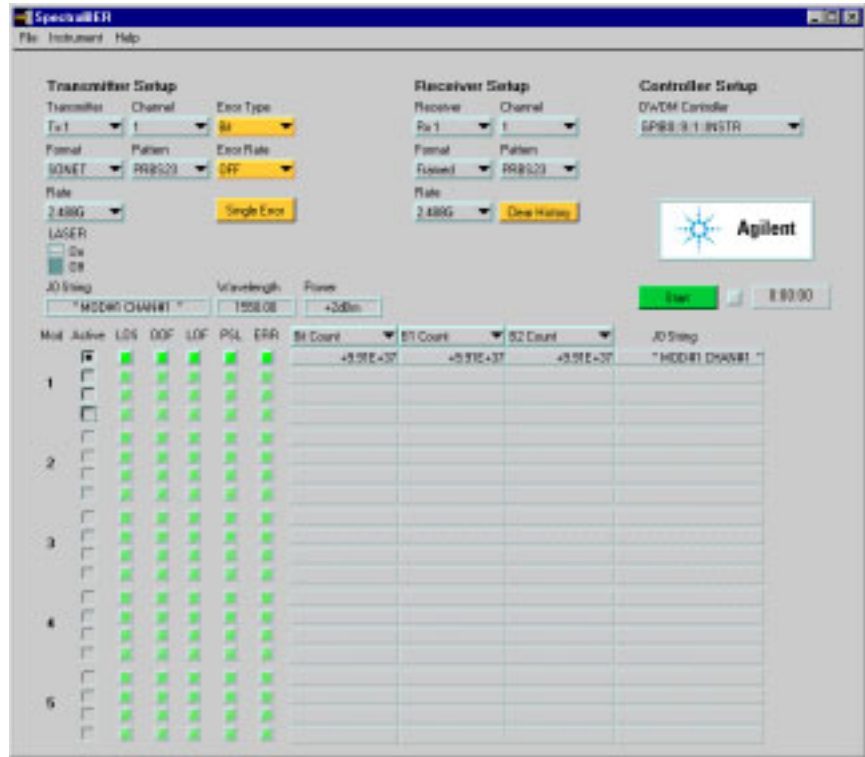 SpectralBER
File Instrument Help
Transmitter Setup
Receiver Setup
Controller Setup
Transmitter Channel Error Type
Receiver Channel
DWDM Controller
Tx 1 1 Bit
Rx 1 1
GPIB0::9::1::INSTR
Format Pattern Error Rate
Format Pattern
SONET PRBS23 OFF
Framed PRBS23
Rate
Rate
2.488G Single Error
2.488G Clear History
Agilent
LASER
On
Off
J0 String Wavelength Power
"MOD#1 CHAN#1 " 1550.00 +2dBm
Start 0:00:00
Mod Active LOS OOF LOF PSL ERR Bit Count B1 Count B2 Count J0 String
+9.91E+37 +9.91E+37 +9.91E+37 "MOD#1 CHAN#1 "
1
2
3
4
5